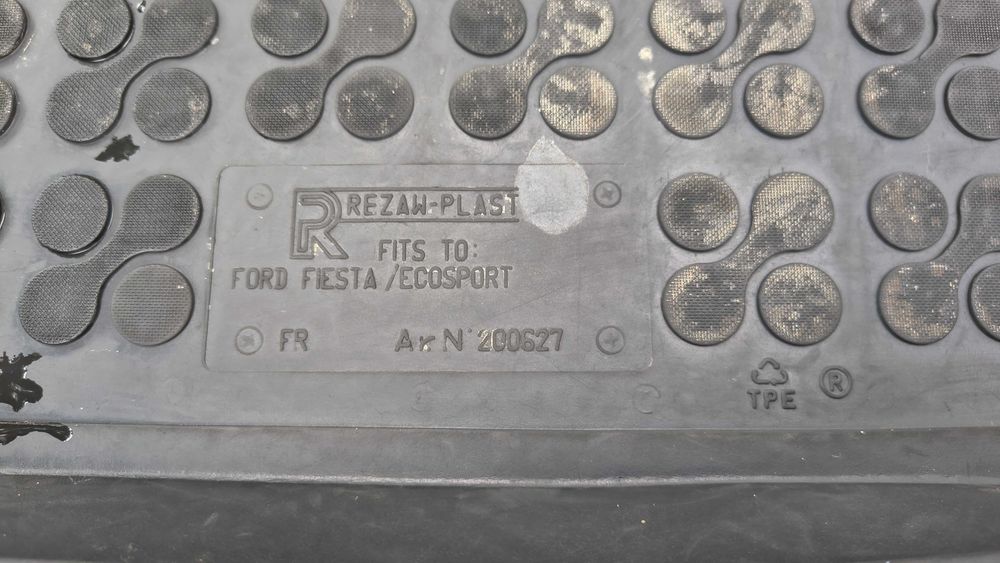 R REZAW-PLAST
FITS TO:
FORD FIESTA /ECOSPORT
FR Ar N° 200627
TPE ®